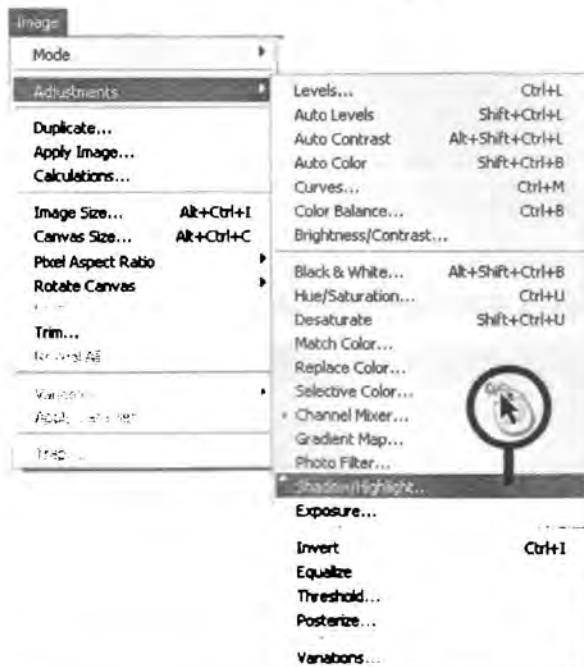 Image
Mode
Adjustments
Duplicate...
Apply Image...
Calculations...
Image Size... Alt+Ctrl+I
Canvas Size... Alt+Ctrl+C
Pixel Aspect Ratio
Rotate Canvas
Trim...
Reveal All
Trap...
Levels... Ctrl+L
Auto Levels Shift+Ctrl+L
Auto Contrast Alt+Shift+Ctrl+L
Auto Color Shift+Ctrl+B
Curves... Ctrl+M
Color Balance... Ctrl+B
Brightness/Contrast...
Black & White... Alt+Shift+Ctrl+B
Hue/Saturation... Ctrl+U
Desaturate Shift+Ctrl+U
Match Color...
Replace Color...
Selective Color...
Channel Mixer...
Gradient Map...
Photo Filter...
Shadow/Highlight...
Exposure...
Invert Ctrl+I
Equalize
Threshold...
Posterize...
Variations...